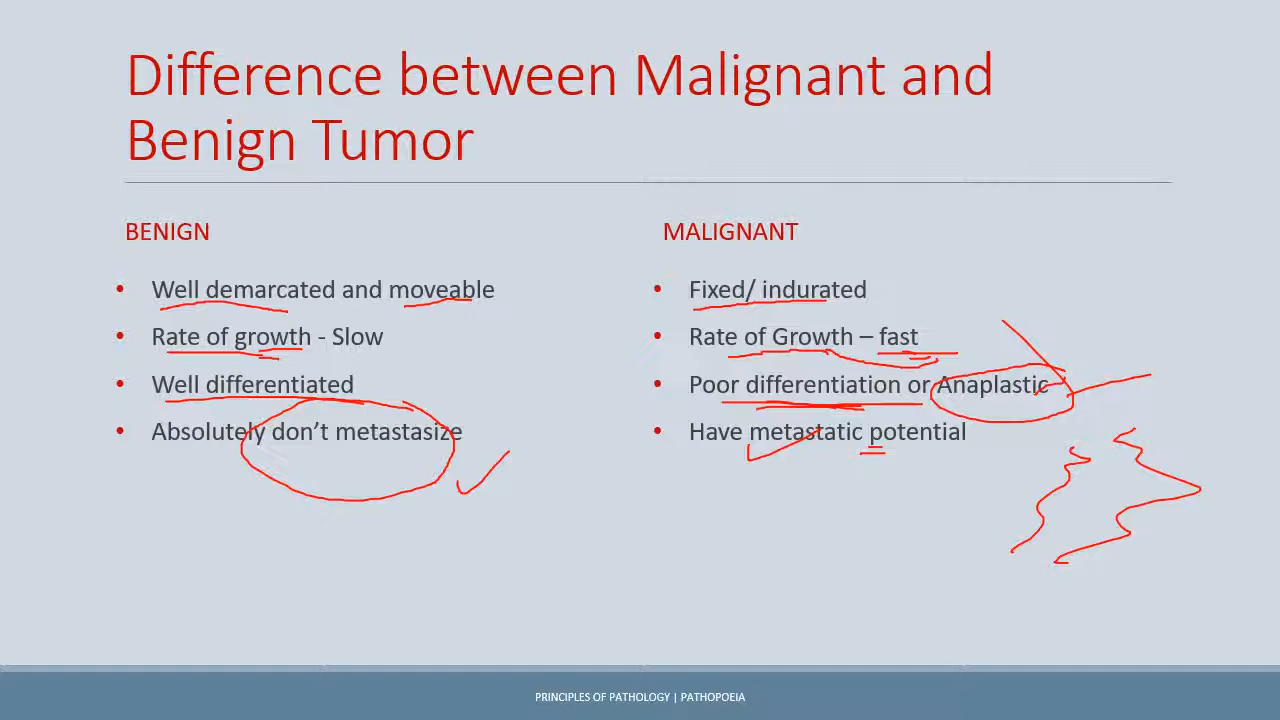 Difference between Malignant and
Benign Tumor
BENIGN
• Well demarcated and moveable
• Rate of growth - Slow
• Well differentiated
• Absolutely don’t metastasize
MALIGNANT
• Fixed/ indurated
• Rate of Growth – fast
• Poor differentiation or Anaplastic
• Have metastatic potential
PRINCIPLES OF PATHOLOGY | PATHOPOEIA